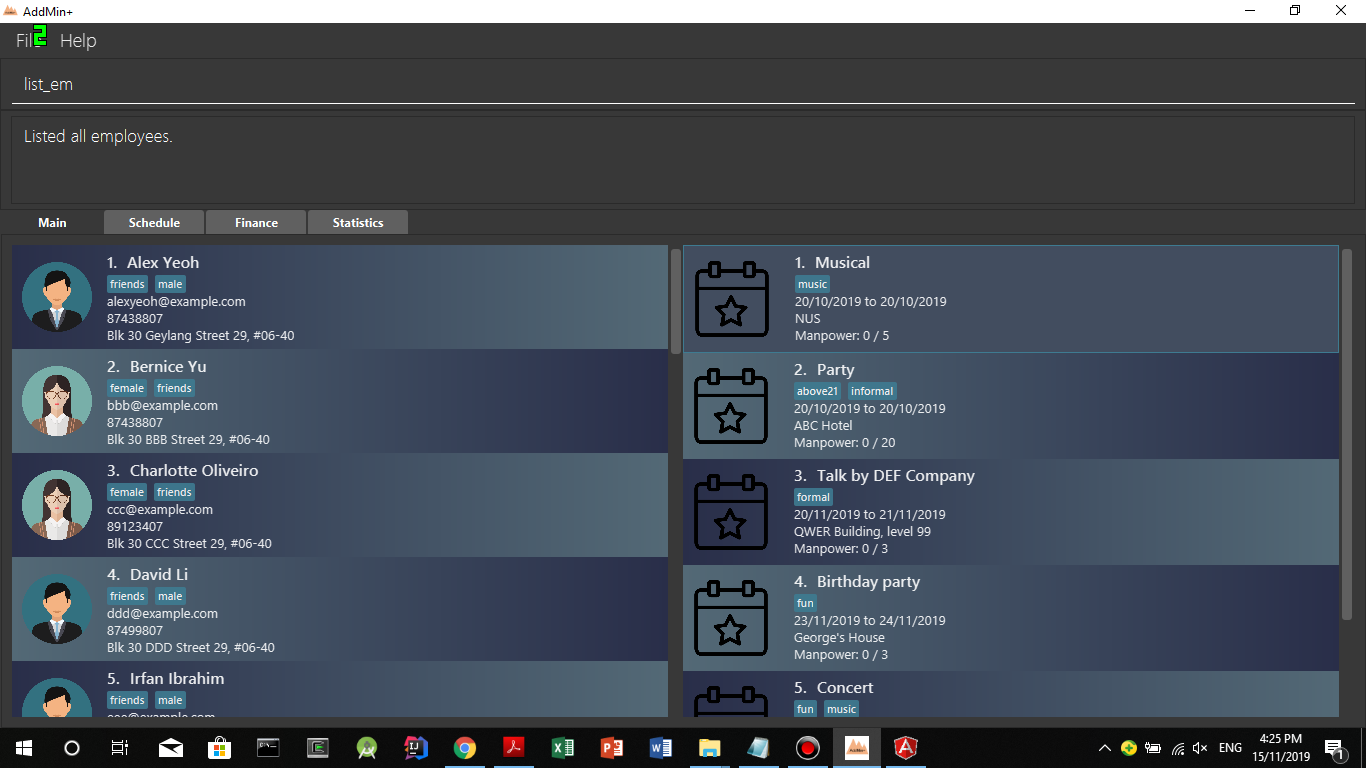 AddMin+
Fil 2 Help
list_em
Listed all employees.
Main Schedule Finance Statistics
1. Alex Yeoh
friends male
alexyeoh@example.com
87438807
Blk 30 Geylang Street 29, #06-40
2. Bernice Yu
female friends
bbb@example.com
87438807
Blk 30 BBB Street 29, #06-40
3. Charlotte Oliveiro
female friends
ccc@example.com
89123407
Blk 30 CCC Street 29, #06-40
4. David Li
friends male
ddd@example.com
87499807
Blk 30 DDD Street 29, #06-40
5. Irfan Ibrahim
friends male
1. Musical
music
20/10/2019 to 20/10/2019
NUS
Manpower: 0 / 5
2. Party
above21 informal
20/10/2019 to 20/10/2019
ABC Hotel
Manpower: 0 / 20
3. Talk by DEF Company
formal
20/11/2019 to 21/11/2019
QWER Building, level 99
Manpower: 0 / 3
4. Birthday party
fun
23/11/2019 to 24/11/2019
George's House
Manpower: 0 / 3
5. Concert
fun music
ENG
4:25 PM
15/11/2019
1